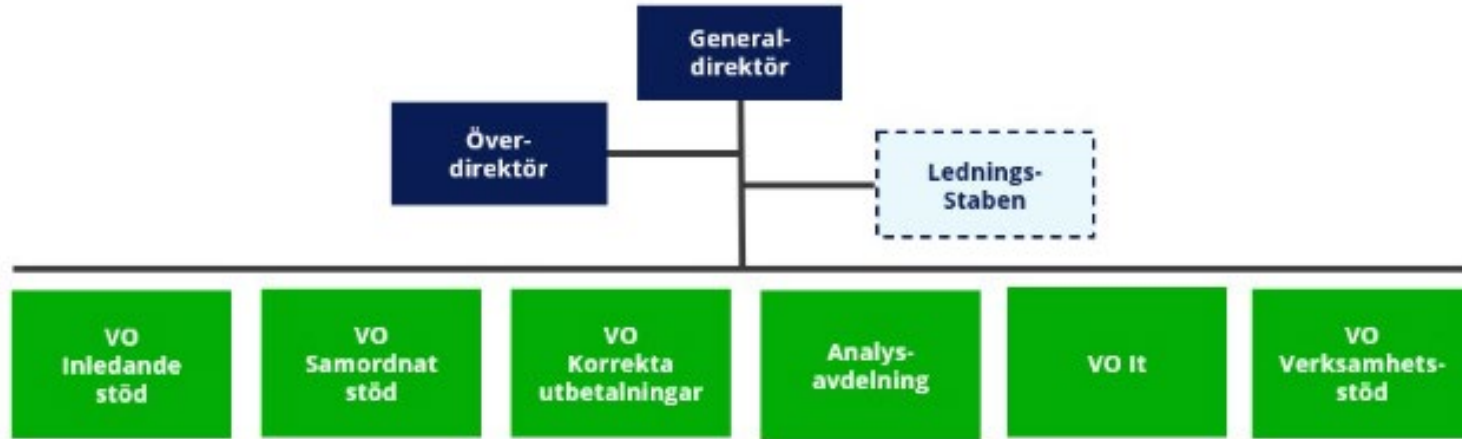 General-
direktör
Över-
direktör
Lednings-
Staben
VO
Inledande
stöd
VO
Samordnat
stöd
VO
Korrekta
utbetalningar
Analys-
avdelning
VO It
VO
Verksamhets-
stöd